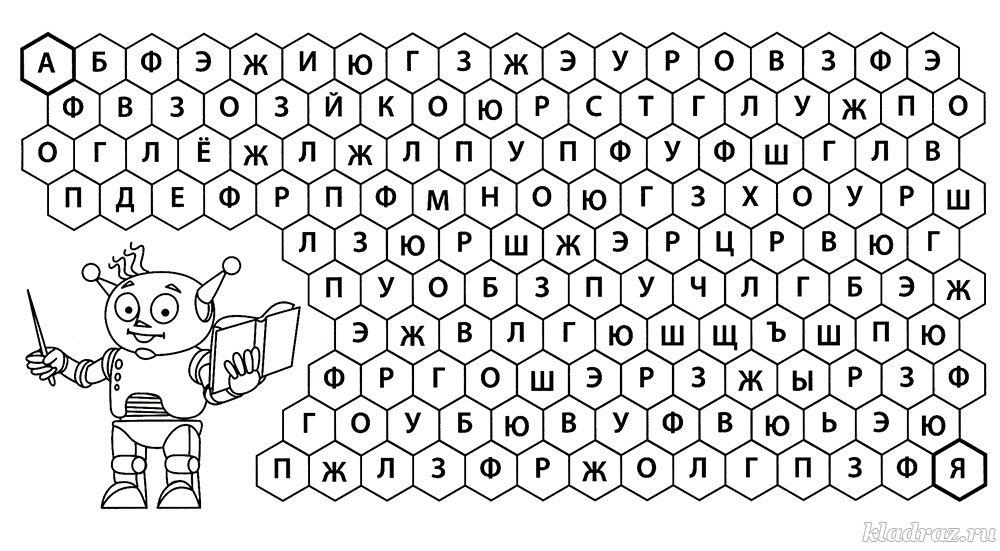 А Б Ф Э Ж И Ю Г З Ж Э У Р О В З Ф Э
Ф В З О З Й К О Ю Р С Т Г Л У Ж П О
О Г Л Ё Ж Л Ж Л П У П Ф У Ф Ш Г Л В
П Д Е Ф Р П Ф М Н О Ю Г З Х О У Р Ш
Л З Ю Р Ш Ж Э Р Ц Р В Ю Г
П У О Б З П У Ч Л Г Б Э Ж
Э Ж В Л Г Ю Ш Щ Ъ Ш П Ю
Ф Р Г О Ш Э Р З Ж Ы Р З Ф
Г О У Б Ю В У Ф В Ю Ь Э Ю
П Ж Л З Ф Р Ж О Л Г П З Ф Я
kladraz.ru